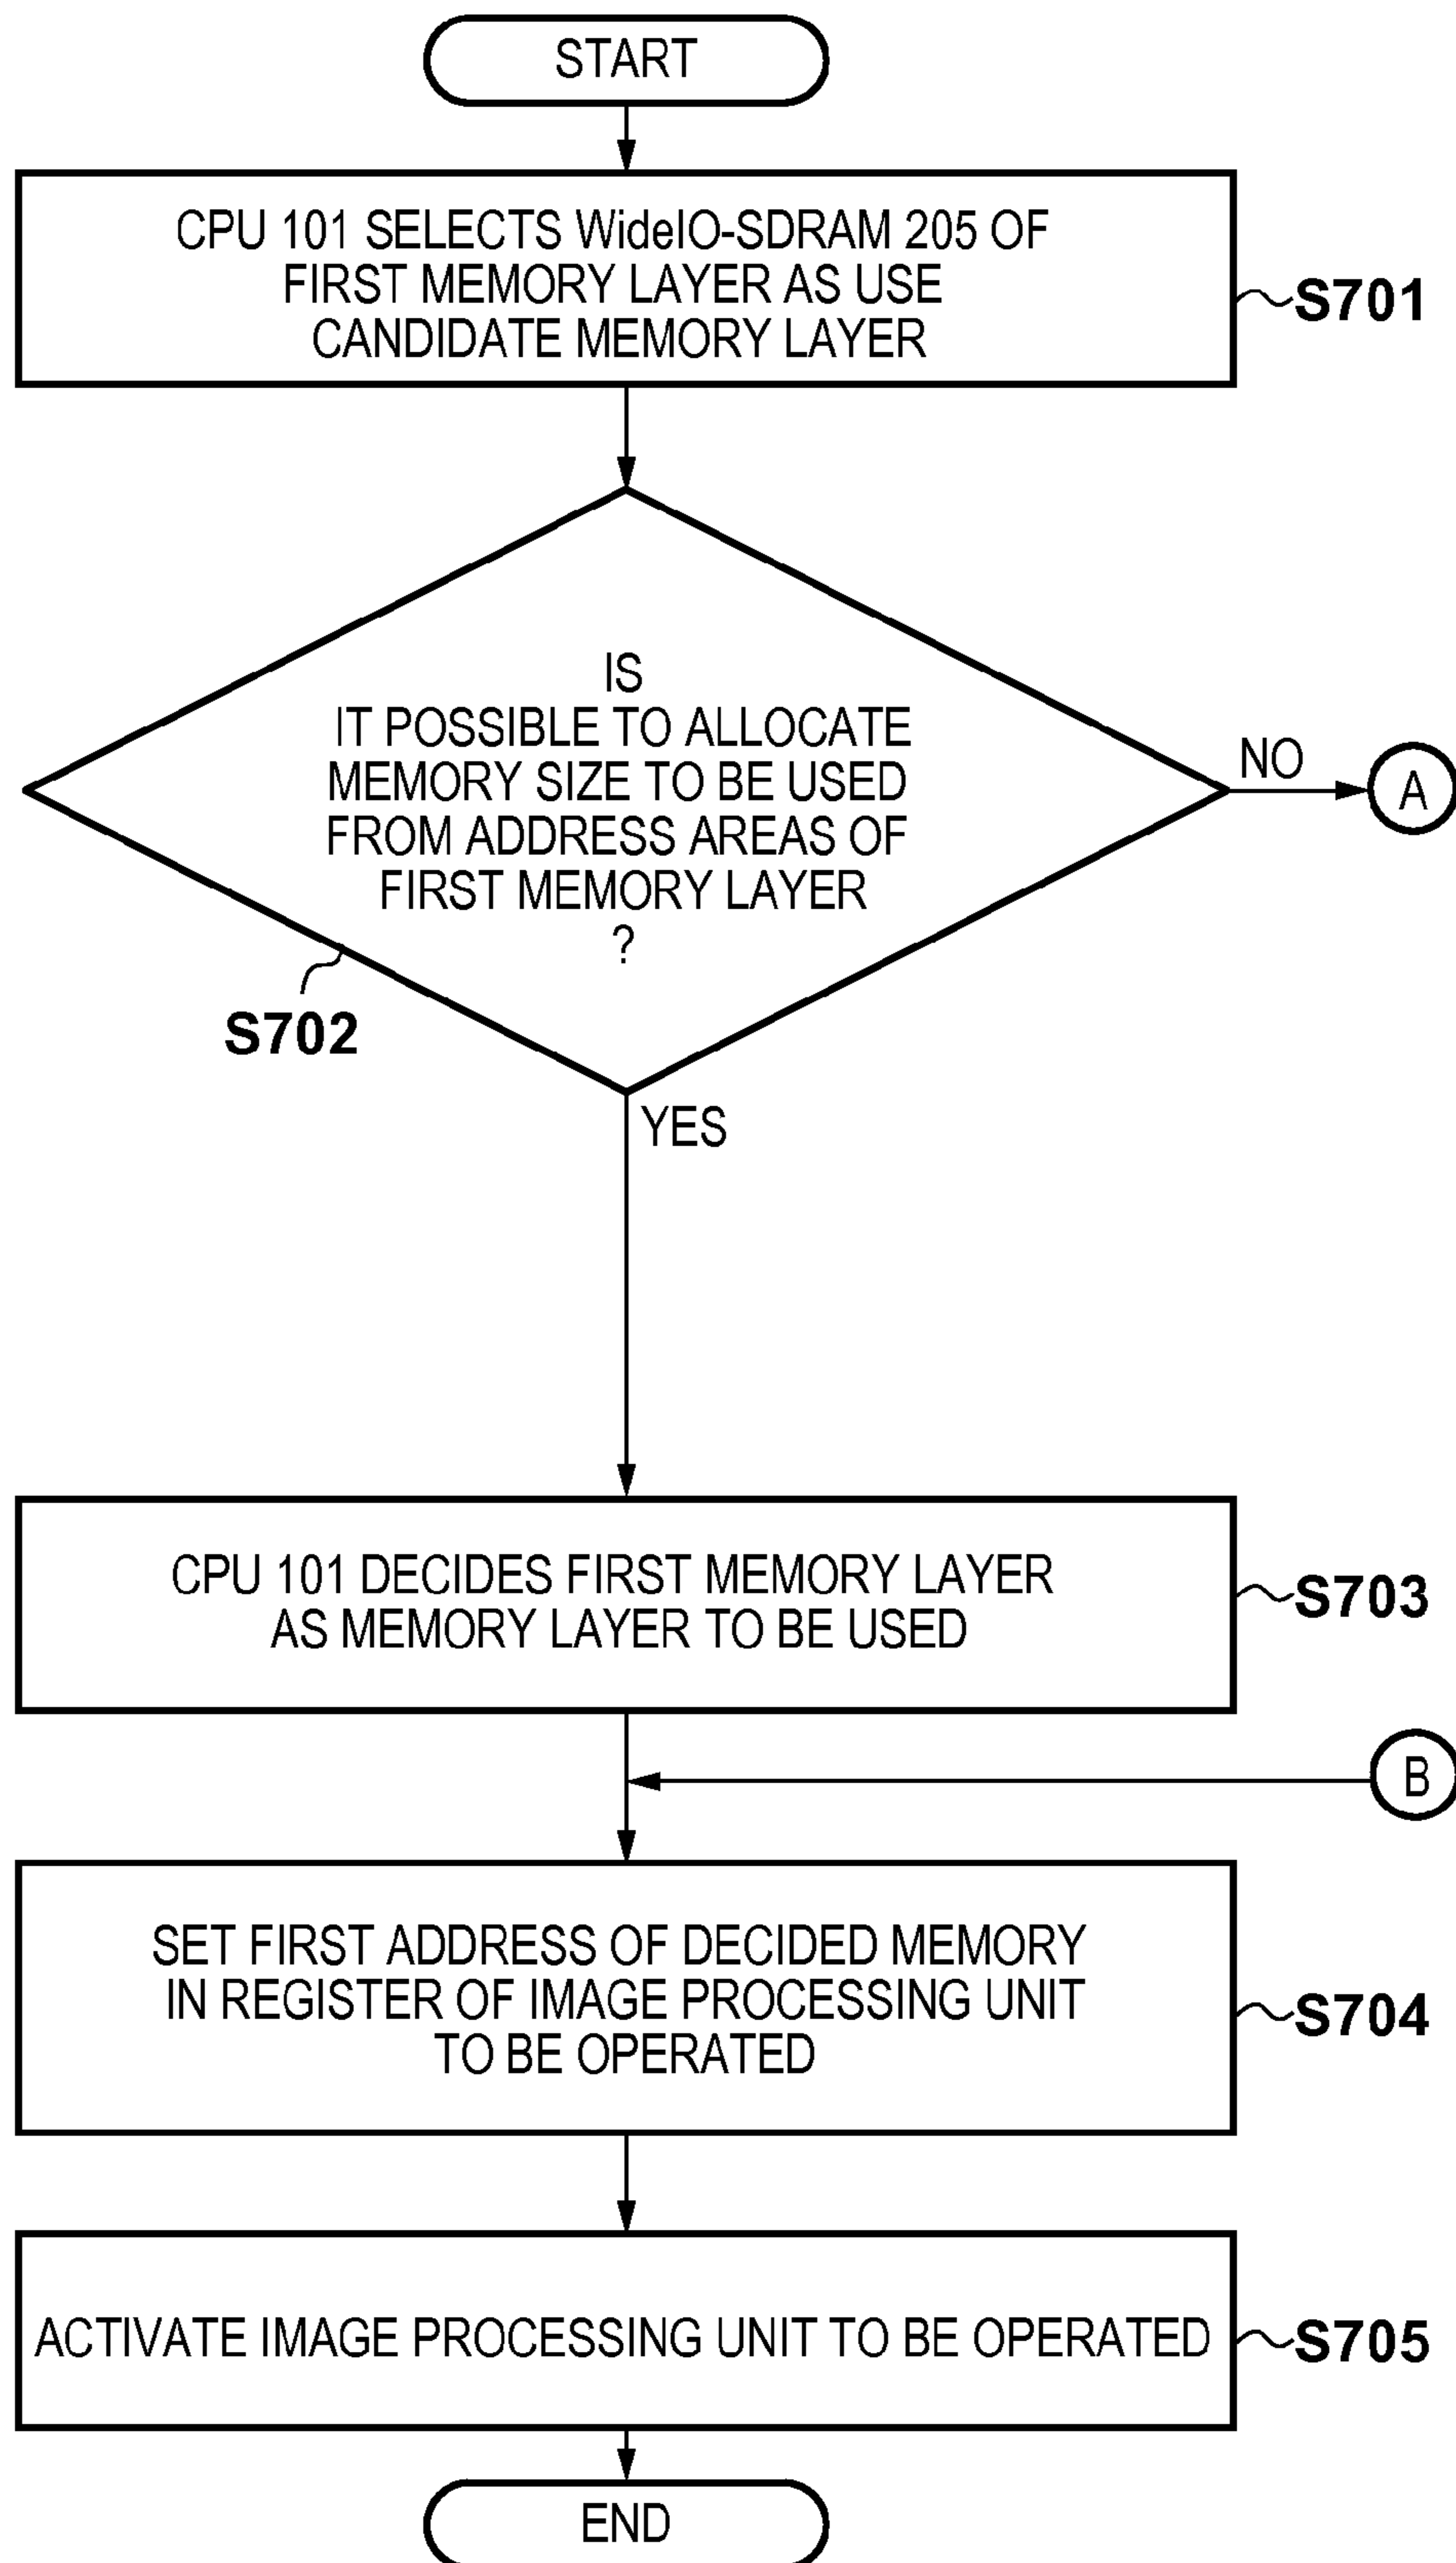 START
CPU 101 SELECTS WideIO-SDRAM 205 OF
FIRST MEMORY LAYER AS USE
CANDIDATE MEMORY LAYER
S701
IS
IT POSSIBLE TO ALLOCATE
MEMORY SIZE TO BE USED
FROM ADDRESS AREAS OF
FIRST MEMORY LAYER
?
NO
A
S702
YES
CPU 101 DECIDES FIRST MEMORY LAYER
AS MEMORY LAYER TO BE USED
S703
B
SET FIRST ADDRESS OF DECIDED MEMORY
IN REGISTER OF IMAGE PROCESSING UNIT
TO BE OPERATED
S704
ACTIVATE IMAGE PROCESSING UNIT TO BE OPERATED
S705
END